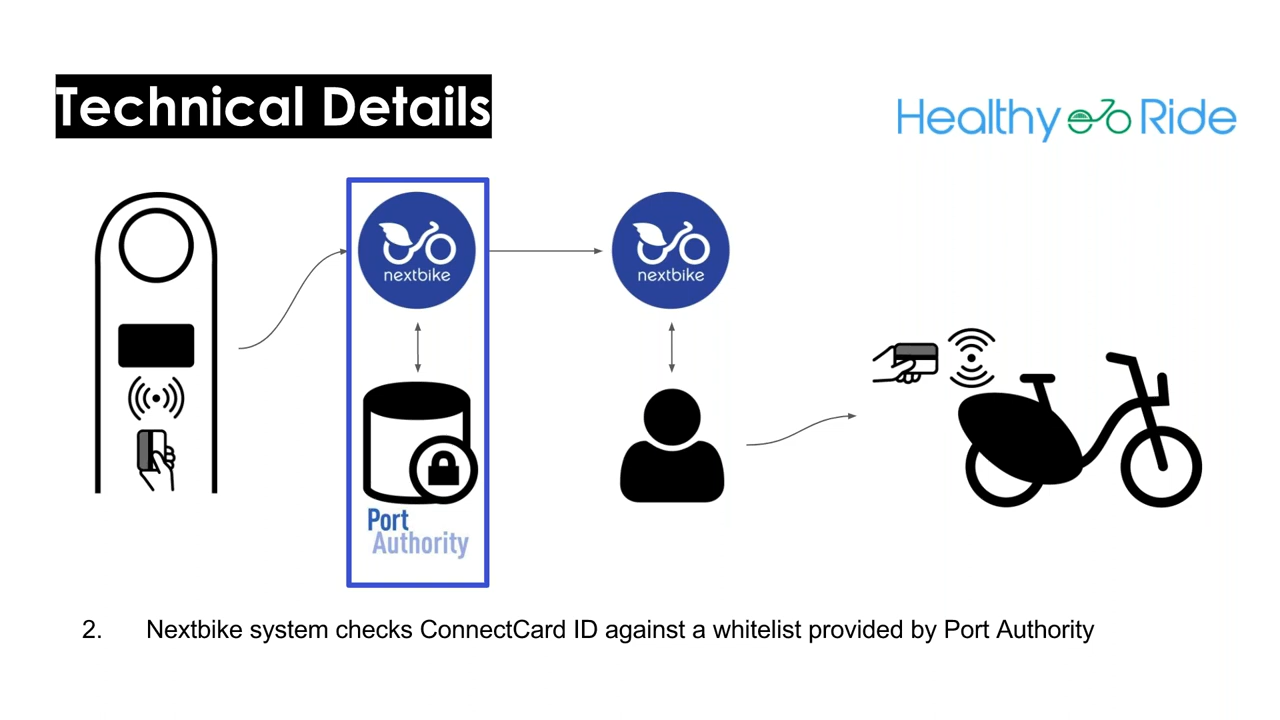 Technical Details
Healthy Ride
nextbike
nextbike
Port
Authority
2. Nextbike system checks ConnectCard ID against a whitelist provided by Port Authority